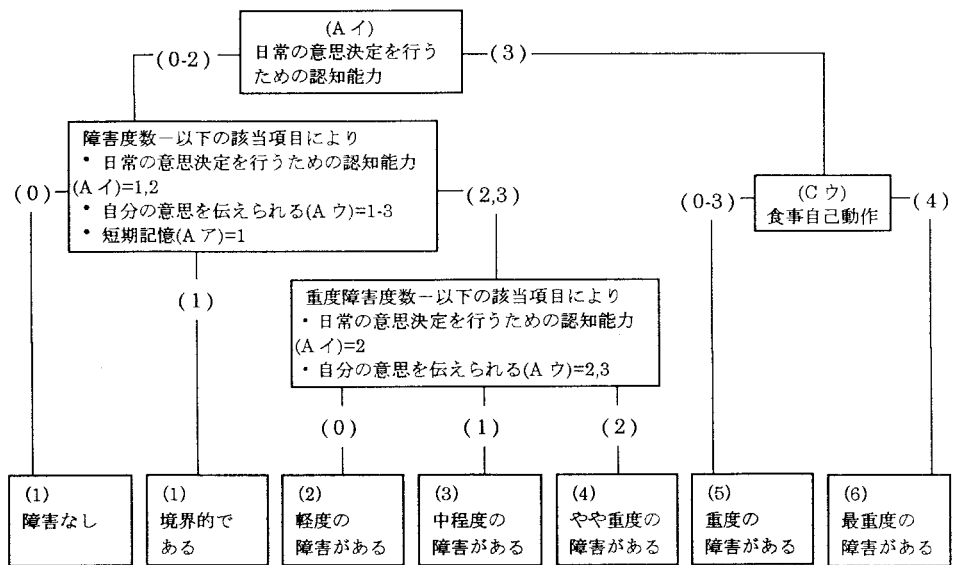 (A イ)
日常の意思決定を行う
ための認知能力
(0-2)
(3)
障害度数－以下の該当項目により
・ 日常の意思決定を行うための認知能力
(A イ)=1,2
・ 自分の意思を伝えられる(A ウ)=1-3
・ 短期記憶(A ア)=1
(0)
(2,3)
(0-3)
(C ウ)
食事自己動作
(4)
(1)
重度障害度数－以下の該当項目により
・日常の意思決定を行うための認知能力
(A イ)=2
・自分の意思を伝えられる(A ウ)=2,3
(0)
(1)
(2)
(1)
障害なし
(1)
境界的で
ある
(2)
軽度の
障害がある
(3)
中程度の
障害がある
(4)
やや重度の
障害がある
(5)
重度の
障害がある
(6)
最重度の
障害がある